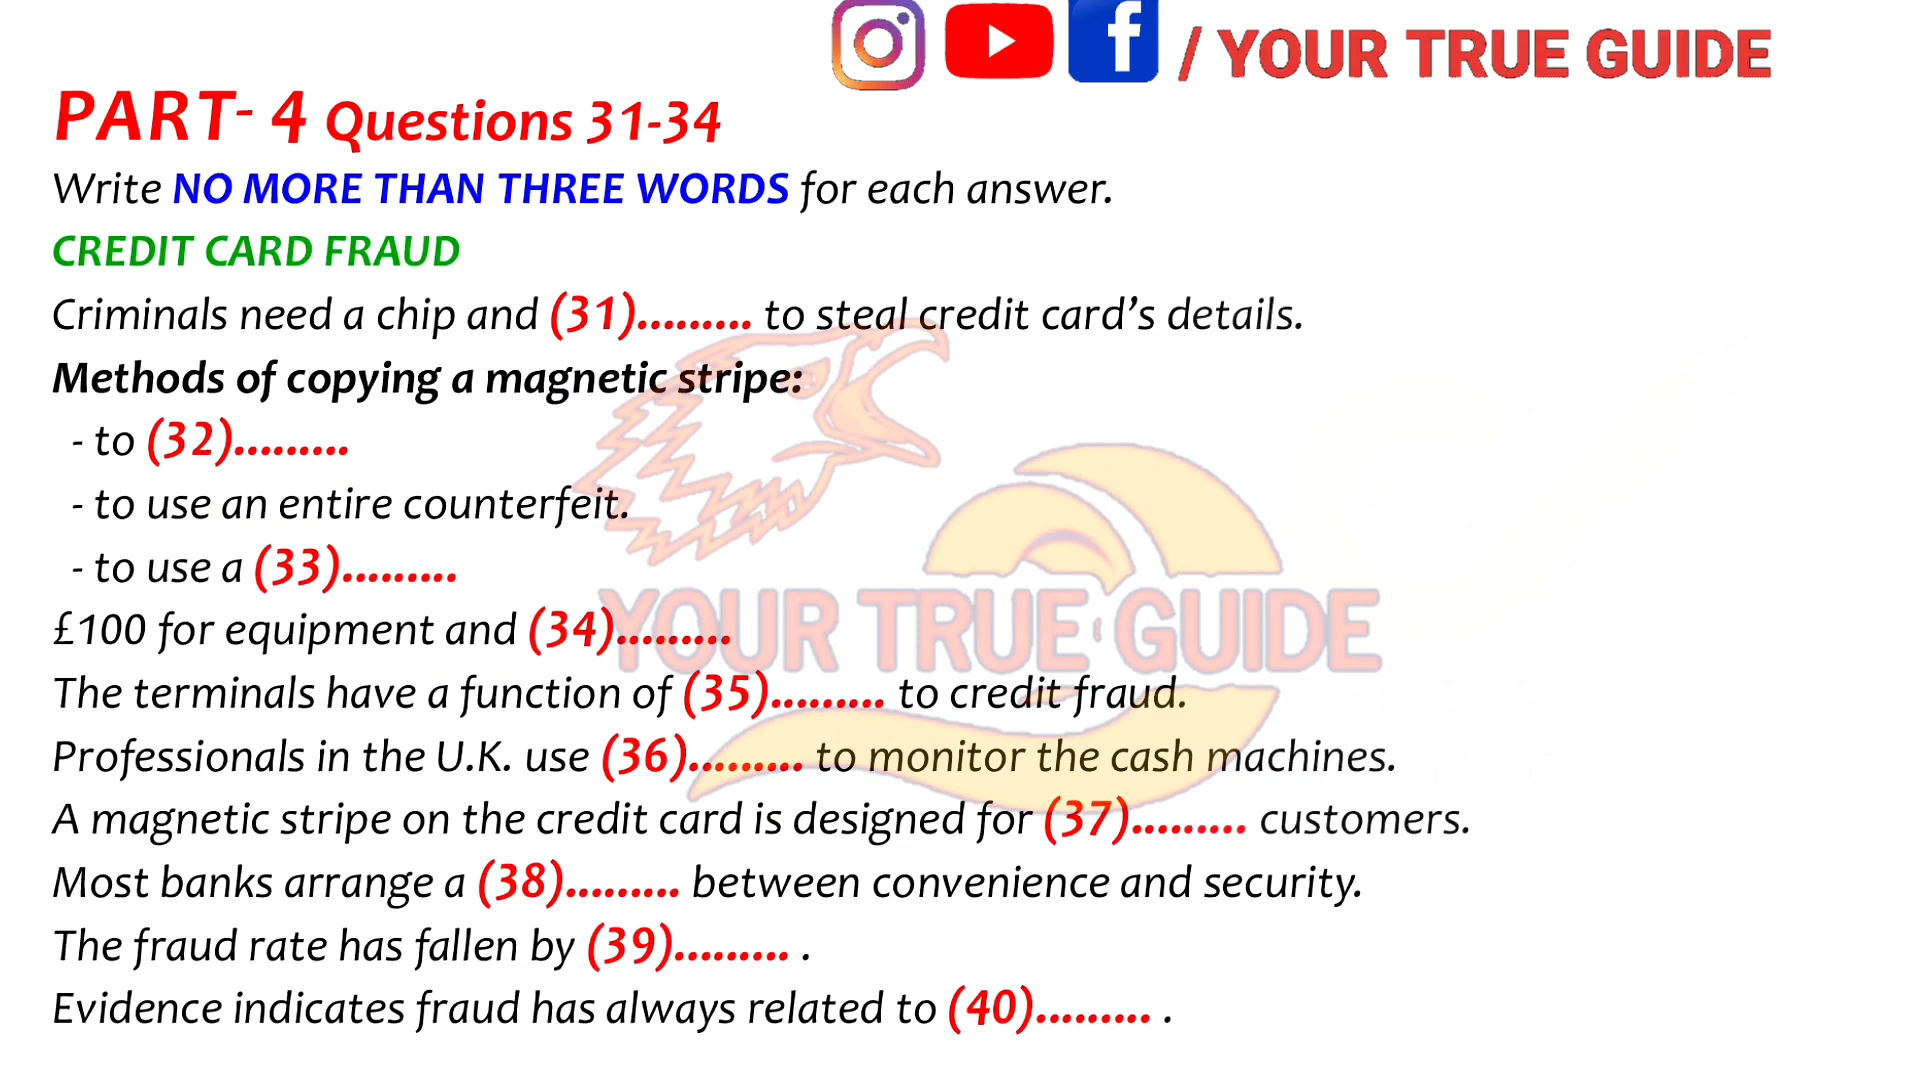 / YOUR TRUE GUIDE
PART- 4 Questions 31-34
Write NO MORE THAN THREE WORDS for each answer.
CREDIT CARD FRAUD
Criminals need a chip and (31)......... to steal credit card’s details.
Methods of copying a magnetic stripe:
- to (32).........
- to use an entire counterfeit.
- to use a (33).........
£100 for equipment and (34).........
YOUR TRUE GUIDE
The terminals have a function of (35)......... to credit fraud.
Professionals in the U.K. use (36)......... to monitor the cash machines.
A magnetic stripe on the credit card is designed for (37)......... customers.
Most banks arrange a (38)......... between convenience and security.
The fraud rate has fallen by (39)......... .
Evidence indicates fraud has always related to (40)......... .